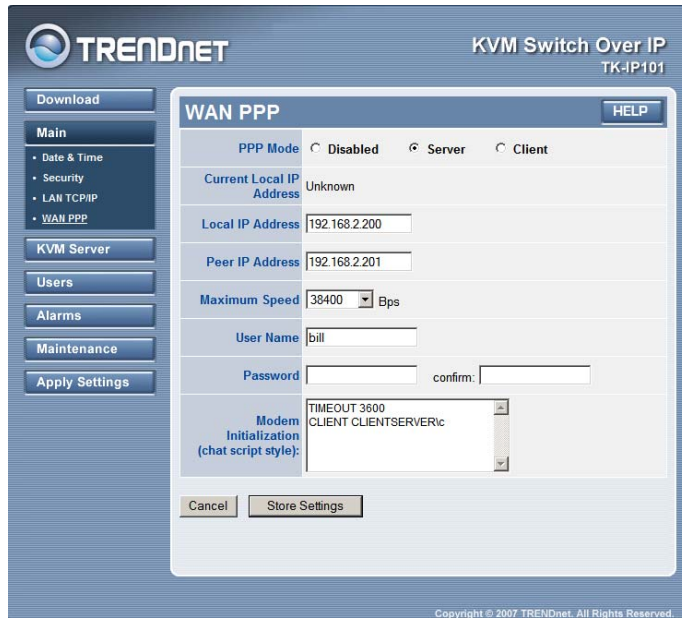 TRENDnet
KVM Switch Over IP
TK-IP101
Download
Main
• Date & Time
• Security
• LAN TCP/IP
• WAN PPP
KVM Server
Users
Alarms
Maintenance
Apply Settings
WAN PPP
HELP
PPP Mode Disabled Server Client
Current Local IP Address Unknown
Local IP Address 192.168.2.200
Peer IP Address 192.168.2.201
Maximum Speed 38400 Bps
User Name bill
Password confirm:
Modem Initialization (chat script style):
TIMEOUT 3600
CLIENT CLIENTSERVER\c
Cancel Store Settings
Copyright © 2007 TRENDnet. All Rights Reserved.